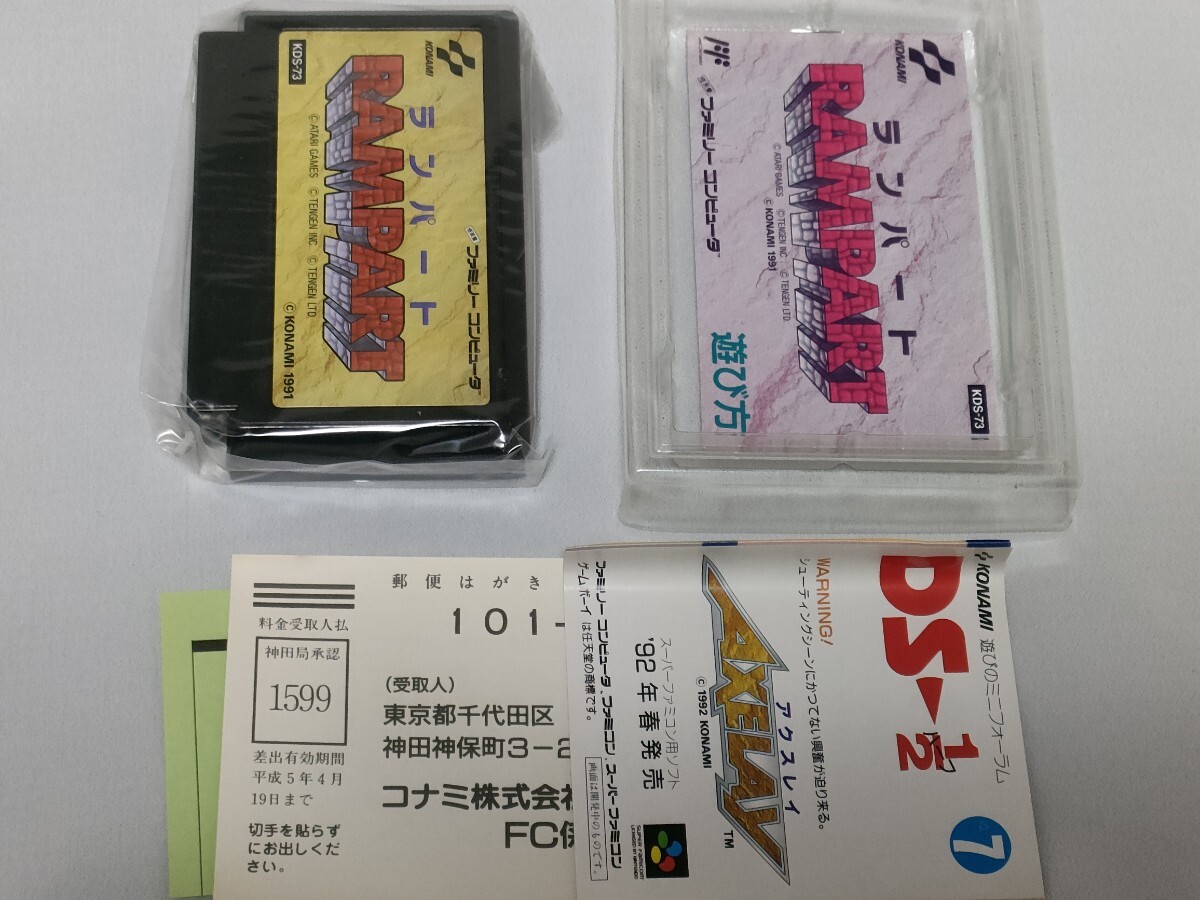 KDS-73
KONAMI
ランパート
RAMPART
© ATARI GAMES © TENGEN INC. © TENGEN LTD.
© KONAMI 1991
ファミリーコンピュータ
KONAMI
ランパート
RAMPART
© ATARI GAMES © TENGEN INC. © TENGEN LTD.
© KONAMI 1991
ファミリーコンピュータ™
遊び方
KDS-73
郵便はがき
101-
料金受取人払
神田局承認
1599
差出有効期間
平成5年4月
19日まで
切手を貼らず
にお出しくだ
さい。
(受取人)
東京都千代田区
神田神保町3-2
コナミ株式会社
FC係
KONAMI 遊びのミニフォーラム
DS 1/2
7
WARNING!
シューティングシーンにかつてない興奮が迫り来る。
アクスレイ
AXELAY™
© 1992 KONAMI
スーパーファミコン用ソフト
'92年春発売
SUPER FAMICOM
ファミリーコンピュータ、ファミコン、スーパーファミコン
ゲームボーイ は任天堂の商標です。
画面は開発中のものです。